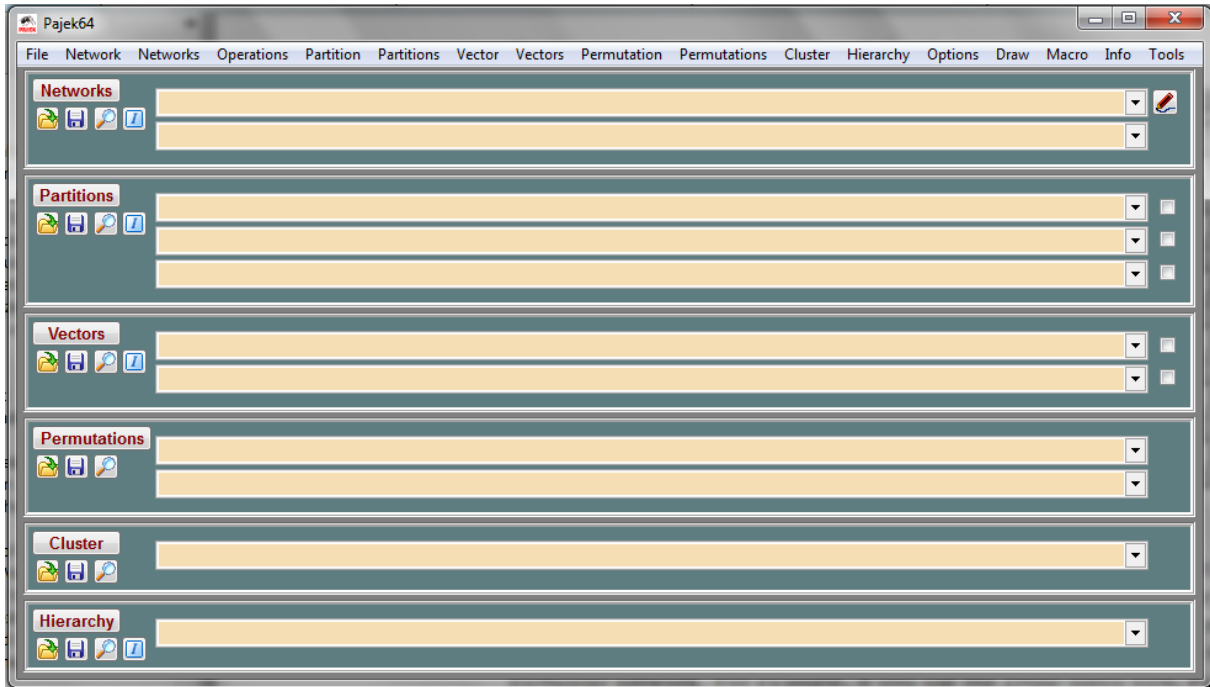 Pajek64
File Network Networks Operations Partition Partitions Vector Vectors Permutation Permutations Cluster Hierarchy Options Draw Macro Info Tools
Networks
Partitions
Vectors
Permutations
Cluster
Hierarchy